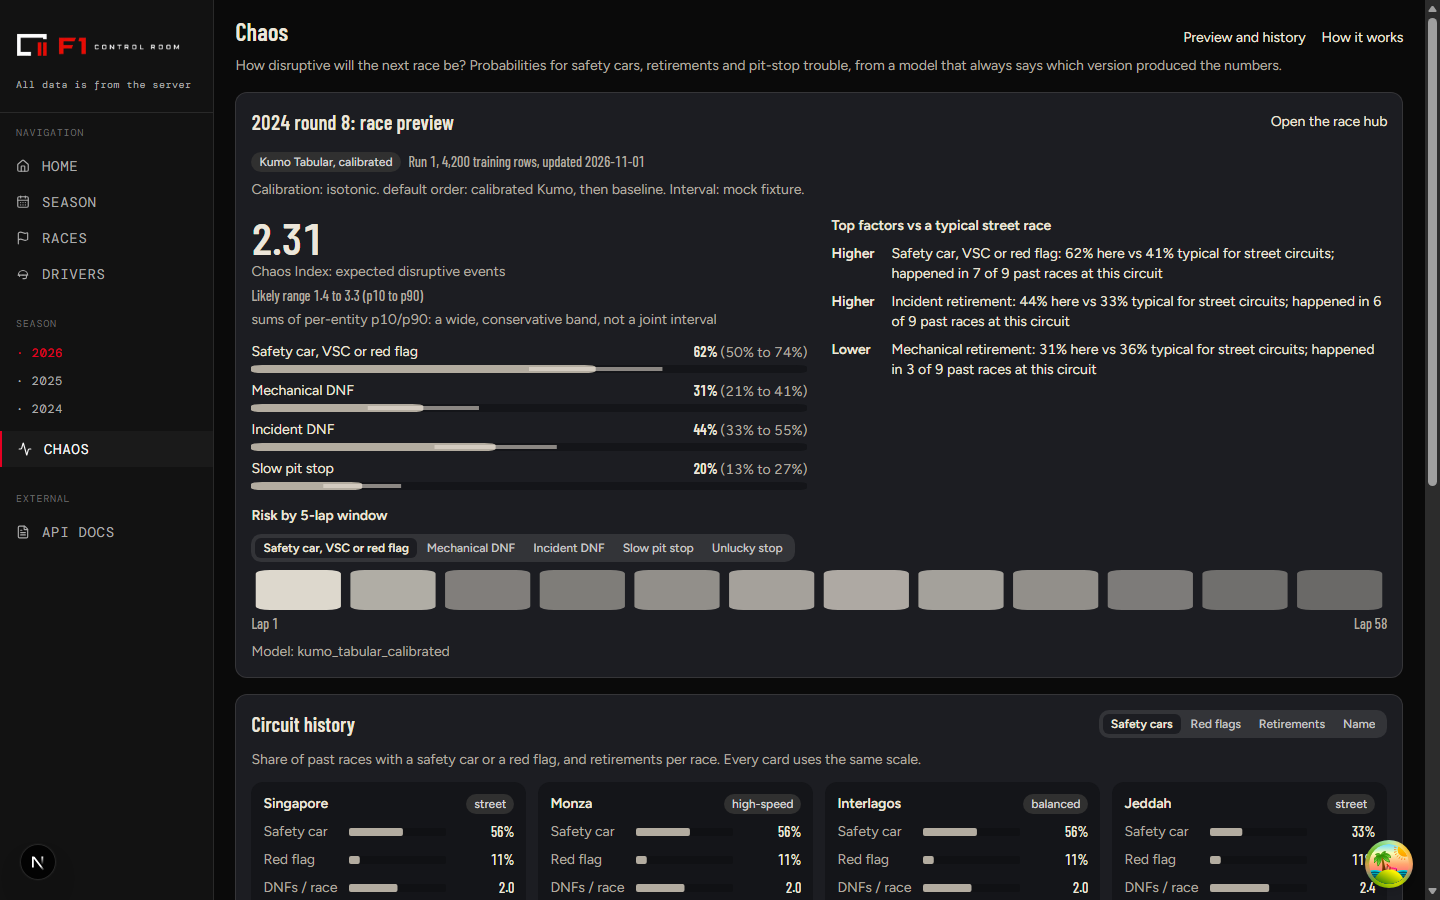 F1 CONTROL ROOM
All data is from the server
NAVIGATION
HOME
SEASON
RACES
DRIVERS
SEASON
· 2026
· 2025
· 2024
CHAOS
EXTERNAL
API DOCS
N
Chaos
Preview and history How it works
How disruptive will the next race be? Probabilities for safety cars, retirements and pit-stop trouble, from a model that always says which version produced the numbers.
2024 round 8: race preview
Open the race hub
Kumo Tabular, calibrated Run 1, 4,200 training rows, updated 2026-11-01
Calibration: isotonic. default order: calibrated Kumo, then baseline. Interval: mock fixture.
2.31
Chaos Index: expected disruptive events
Likely range 1.4 to 3.3 (p10 to p90)
sums of per-entity p10/p90: a wide, conservative band, not a joint interval
Safety car, VSC or red flag 62% (50% to 74%)
Mechanical DNF 31% (21% to 41%)
Incident DNF 44% (33% to 55%)
Slow pit stop 20% (13% to 27%)
Top factors vs a typical street race
Higher Safety car, VSC or red flag: 62% here vs 41% typical for street circuits;
happened in 7 of 9 past races at this circuit
Higher Incident retirement: 44% here vs 33% typical for street circuits; happened in 6
of 9 past races at this circuit
Lower Mechanical retirement: 31% here vs 36% typical for street circuits; happened
in 3 of 9 past races at this circuit
Risk by 5-lap window
Safety car, VSC or red flag Mechanical DNF Incident DNF Slow pit stop Unlucky stop
Lap 1 Lap 58
Model: kumo_tabular_calibrated
Circuit history
Safety cars Red flags Retirements Name
Share of past races with a safety car or a red flag, and retirements per race. Every card uses the same scale.
Singapore street
Safety car 56%
Red flag 11%
DNFs / race 2.0
Monza high-speed
Safety car 56%
Red flag 11%
DNFs / race 2.0
Interlagos balanced
Safety car 56%
Red flag 11%
DNFs / race 2.0
Jeddah street
Safety car 33%
Red flag
DNFs / race 2.4